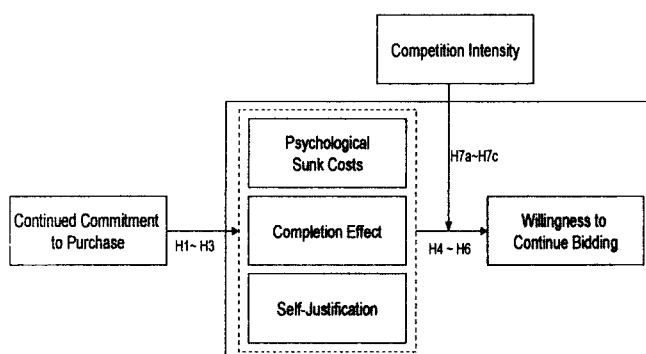 Competition Intensity
Psychological
Sunk Costs
H7a~H7c
Continued Commitment
to Purchase
H1~ H3
Completion Effect
H4 ~ H6
Willingness to
Continue Bidding
Self-Justification